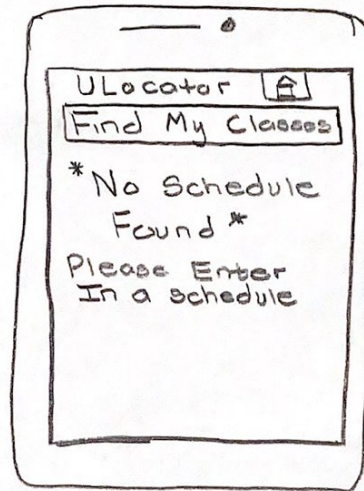 ULocator
Find My Classes
*No Schedule
Found*
Please Enter
In a schedule